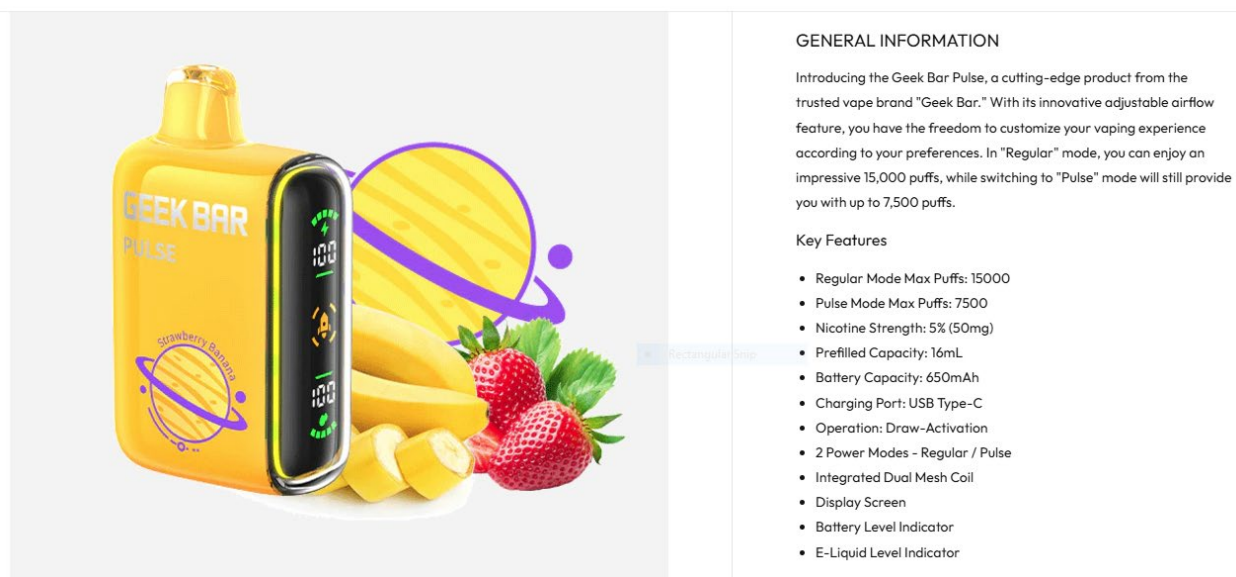 GEEK BAR
PULSE
100
100
Strawberry Banana
Rectangular Snip
GENERAL INFORMATION
Introducing the Geek Bar Pulse, a cutting-edge product from the
trusted vape brand "Geek Bar." With its innovative adjustable airflow
feature, you have the freedom to customize your vaping experience
according to your preferences. In "Regular" mode, you can enjoy an
impressive 15,000 puffs, while switching to "Pulse" mode will still provide
you with up to 7,500 puffs.
Key Features
• Regular Mode Max Puffs: 15000
• Pulse Mode Max Puffs: 7500
• Nicotine Strength: 5% (50mg)
• Prefilled Capacity: 16mL
• Battery Capacity: 650mAh
• Charging Port: USB Type-C
• Operation: Draw-Activation
• 2 Power Modes - Regular / Pulse
• Integrated Dual Mesh Coil
• Display Screen
• Battery Level Indicator
• E-Liquid Level Indicator